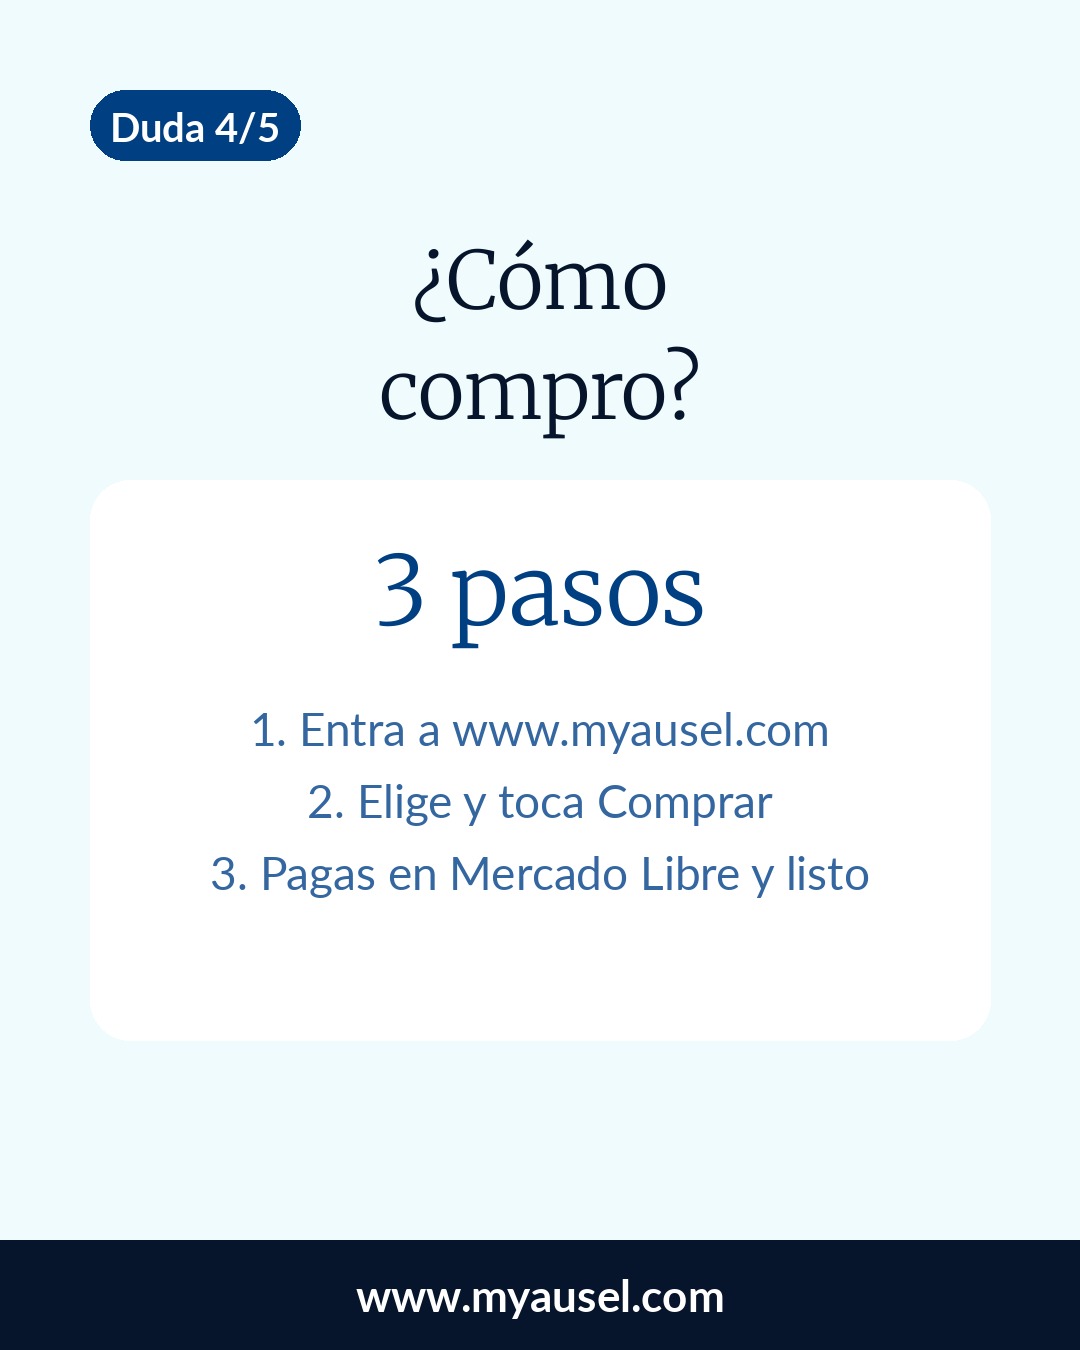 Duda 4/5
¿Cómo
compro?
3 pasos
1. Entra a www.myausel.com
2. Elige y toca Comprar
3. Pagas en Mercado Libre y listo
www.myausel.com